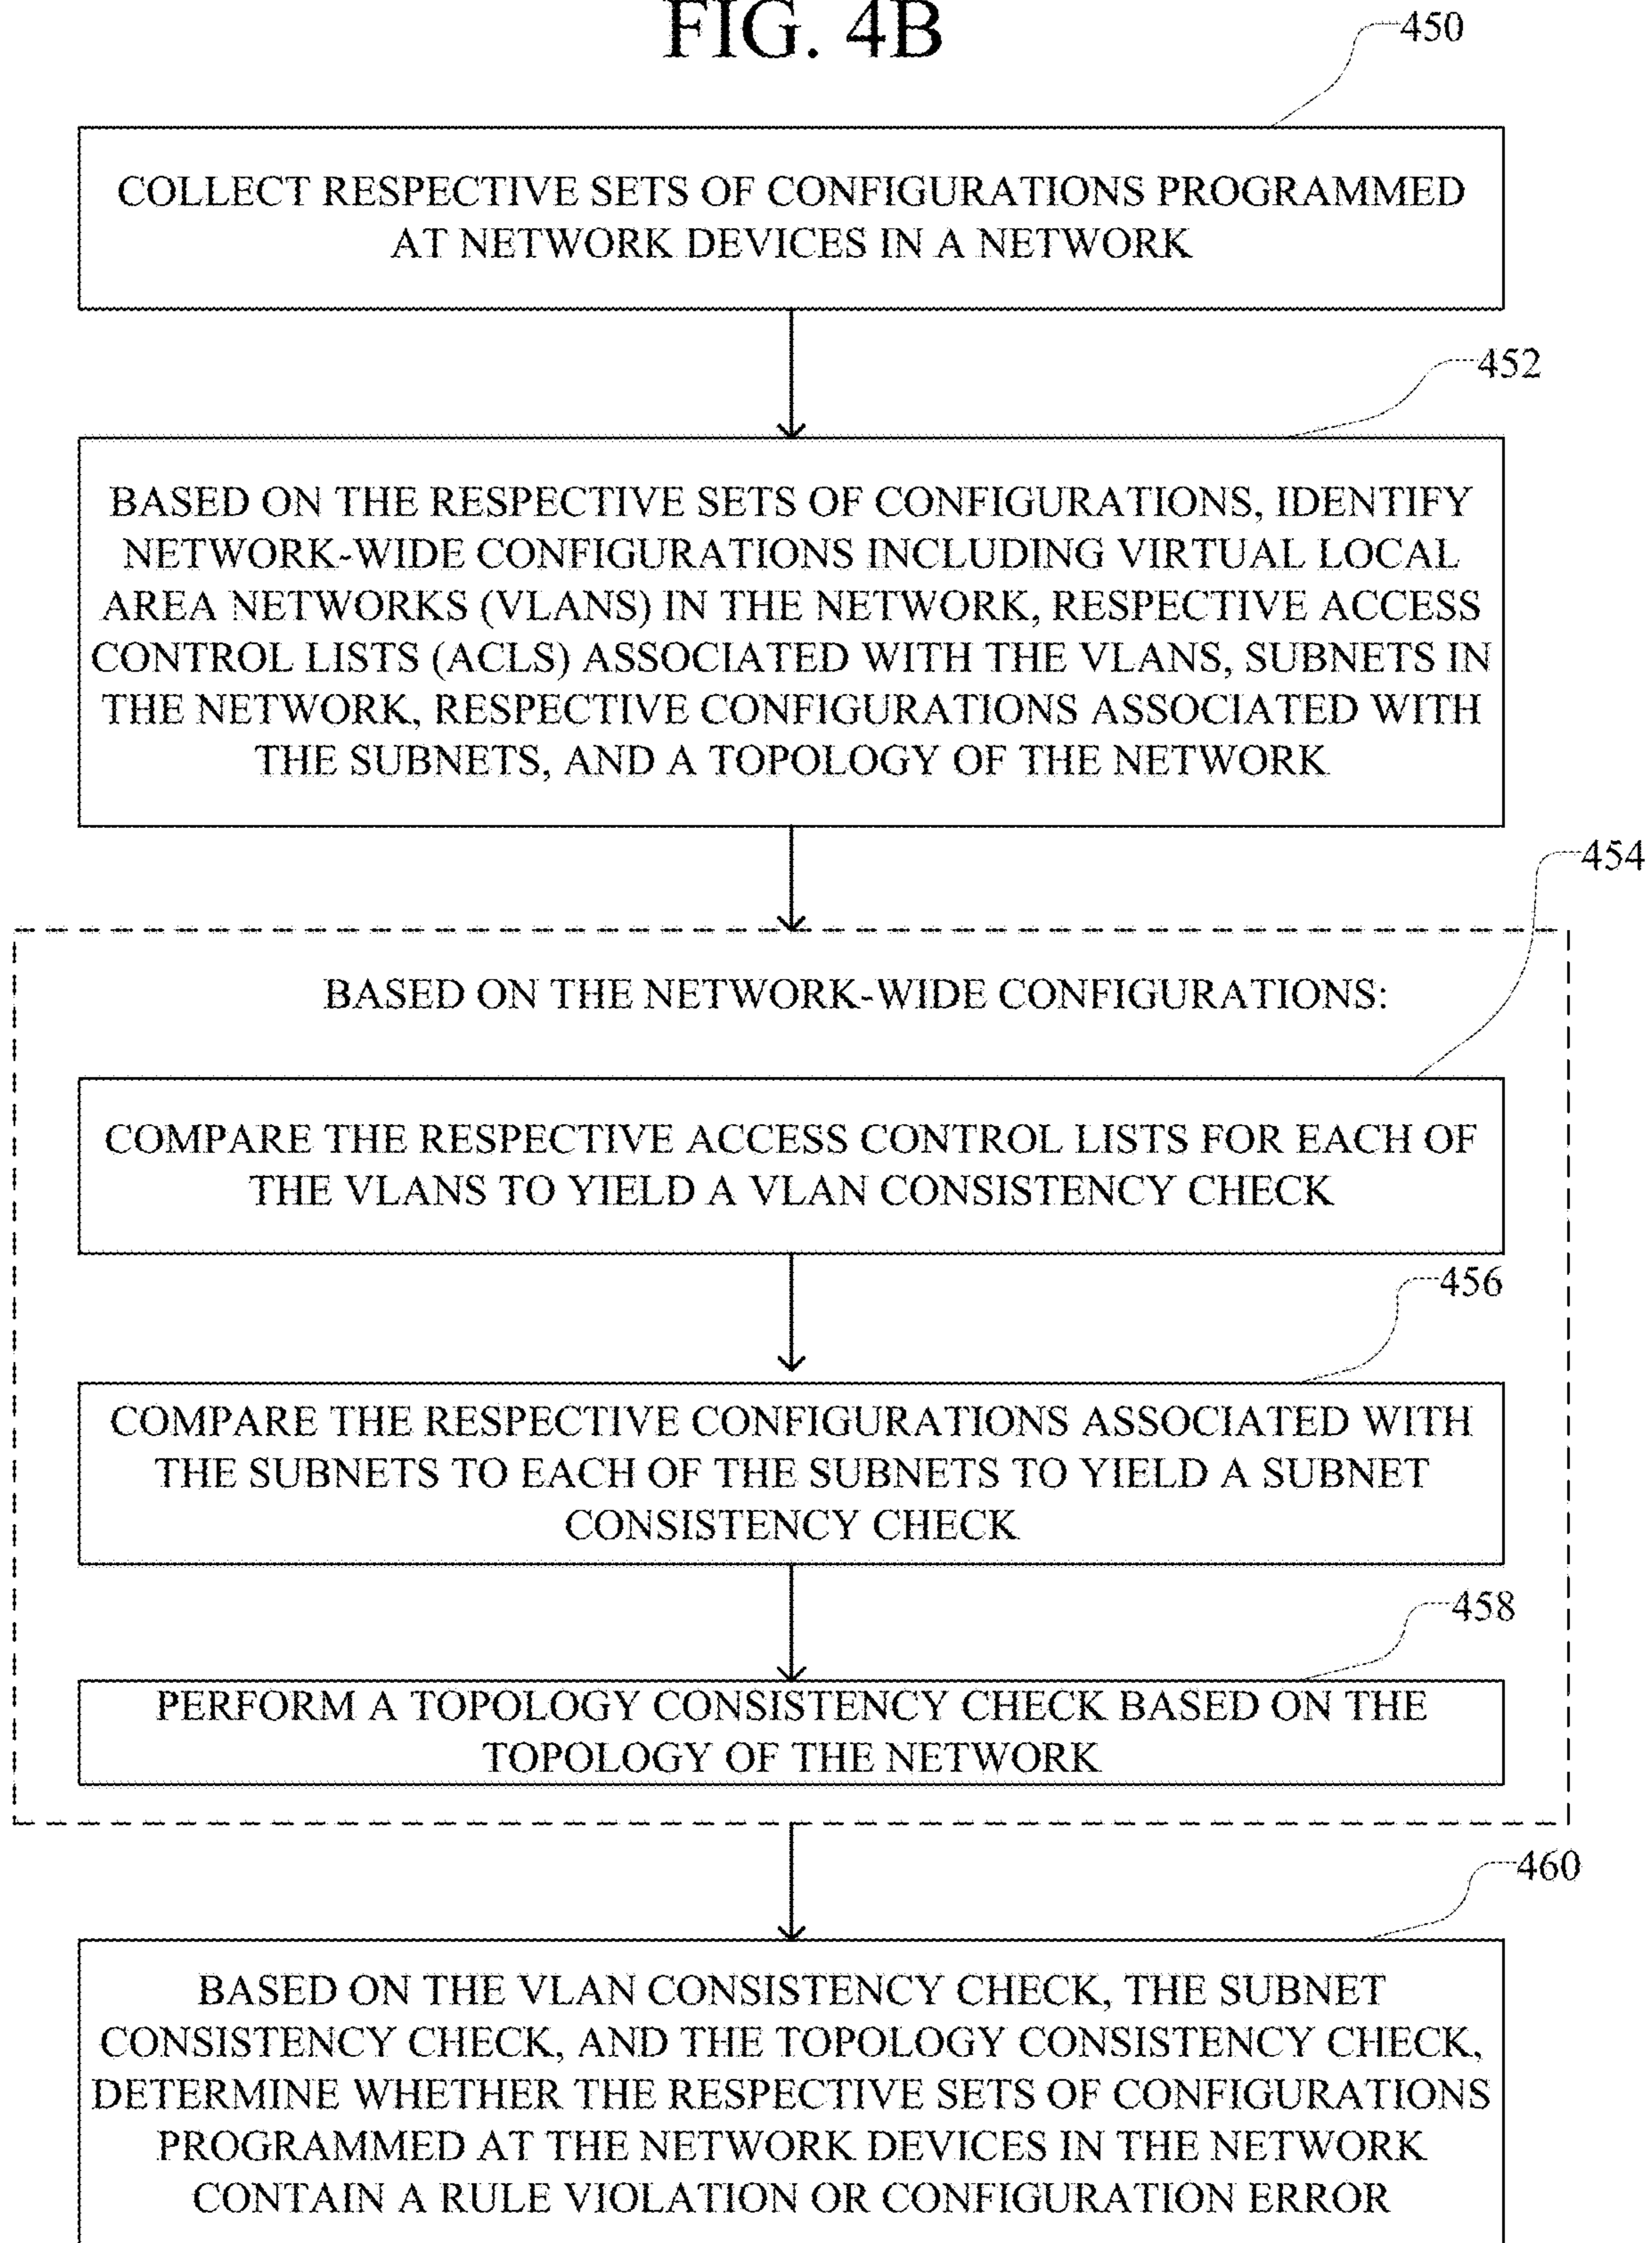 FIG. 4B
450
COLLECT RESPECTIVE SETS OF CONFIGURATIONS PROGRAMMED
AT NETWORK DEVICES IN A NETWORK
452
BASED ON THE RESPECTIVE SETS OF CONFIGURATIONS, IDENTIFY
NETWORK-WIDE CONFIGURATIONS INCLUDING VIRTUAL LOCAL
AREA NETWORKS (VLANS) IN THE NETWORK, RESPECTIVE ACCESS
CONTROL LISTS (ACLS) ASSOCIATED WITH THE VLANS, SUBNETS IN
THE NETWORK, RESPECTIVE CONFIGURATIONS ASSOCIATED WITH
THE SUBNETS, AND A TOPOLOGY OF THE NETWORK
454
BASED ON THE NETWORK-WIDE CONFIGURATIONS:
COMPARE THE RESPECTIVE ACCESS CONTROL LISTS FOR EACH OF
THE VLANS TO YIELD A VLAN CONSISTENCY CHECK
456
COMPARE THE RESPECTIVE CONFIGURATIONS ASSOCIATED WITH
THE SUBNETS TO EACH OF THE SUBNETS TO YIELD A SUBNET
CONSISTENCY CHECK
458
PERFORM A TOPOLOGY CONSISTENCY CHECK BASED ON THE
TOPOLOGY OF THE NETWORK
460
BASED ON THE VLAN CONSISTENCY CHECK, THE SUBNET
CONSISTENCY CHECK, AND THE TOPOLOGY CONSISTENCY CHECK,
DETERMINE WHETHER THE RESPECTIVE SETS OF CONFIGURATIONS
PROGRAMMED AT THE NETWORK DEVICES IN THE NETWORK
CONTAIN A RULE VIOLATION OR CONFIGURATION ERROR